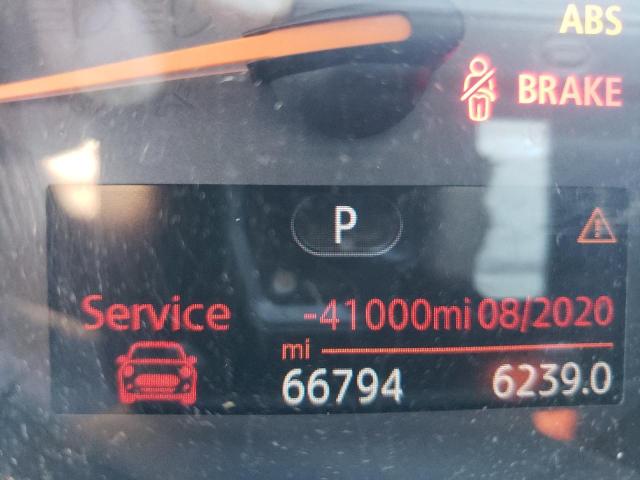 ABS
BRAKE
P
Service -41000mi 08/2020
mi
66794 6239.0